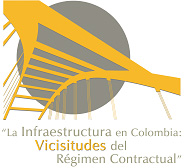 “La Infraestructura en Colombia:
Vicisitudes del
Régimen Contractual”